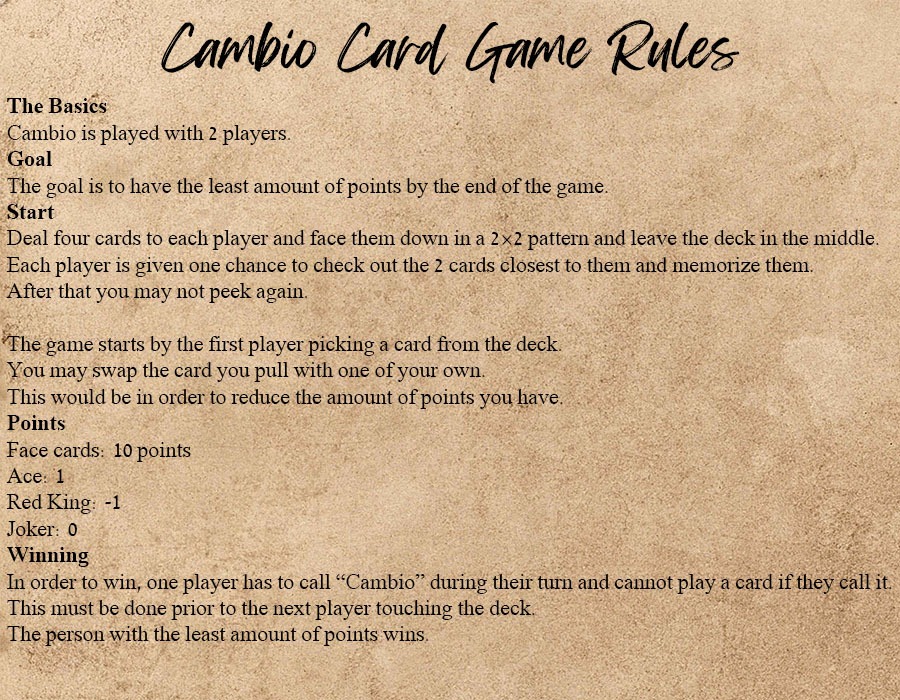 Cambio Card Game Rules
The Basics
Cambio is played with 2 players.
Goal
The goal is to have the least amount of points by the end of the game.
Start
Deal four cards to each player and face them down in a 2×2 pattern and leave the deck in the middle.
Each player is given one chance to check out the 2 cards closest to them and memorize them.
After that you may not peek again.
The game starts by the first player picking a card from the deck.
You may swap the card you pull with one of your own.
This would be in order to reduce the amount of points you have.
Points
Face cards: 10 points
Ace: 1
Red King: -1
Joker: 0
Winning
In order to win, one player has to call “Cambio” during their turn and cannot play a card if they call it.
This must be done prior to the next player touching the deck.
The person with the least amount of points wins.